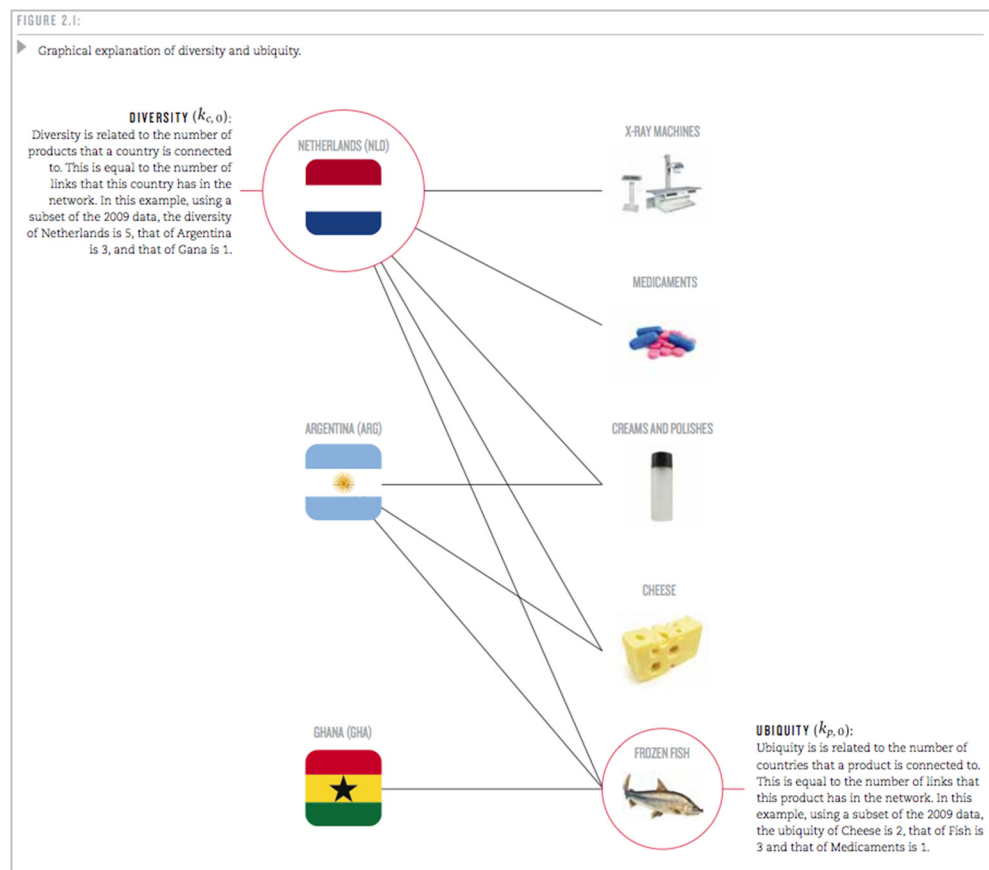 FIGURE 2.1:
Graphical explanation of diversity and ubiquity.
DIVERSITY (kc,0):
Diversity is related to the number of
products that a country is connected
to. This is equal to the number of
links that this country has in the
network. In this example, using a
subset of the 2009 data, the diversity
of Netherlands is 5, that of Argentina
is 3, and that of Gana is 1.
NETHERLANDS (NLD)
X-RAY MACHINES
MEDICAMENTS
ARGENTINA (ARG)
CREAMS AND POLISHES
CHEESE
GHANA (GHA)
FROZEN FISH
UBIQUITY (kp,0):
Ubiquity is is related to the number of
countries that a product is connected to.
This is equal to the number of links that
this product has in the network. In this
example, using a subset of the 2009 data,
the ubiquity of Cheese is 2, that of Fish is
3 and that of Medicaments is 1.